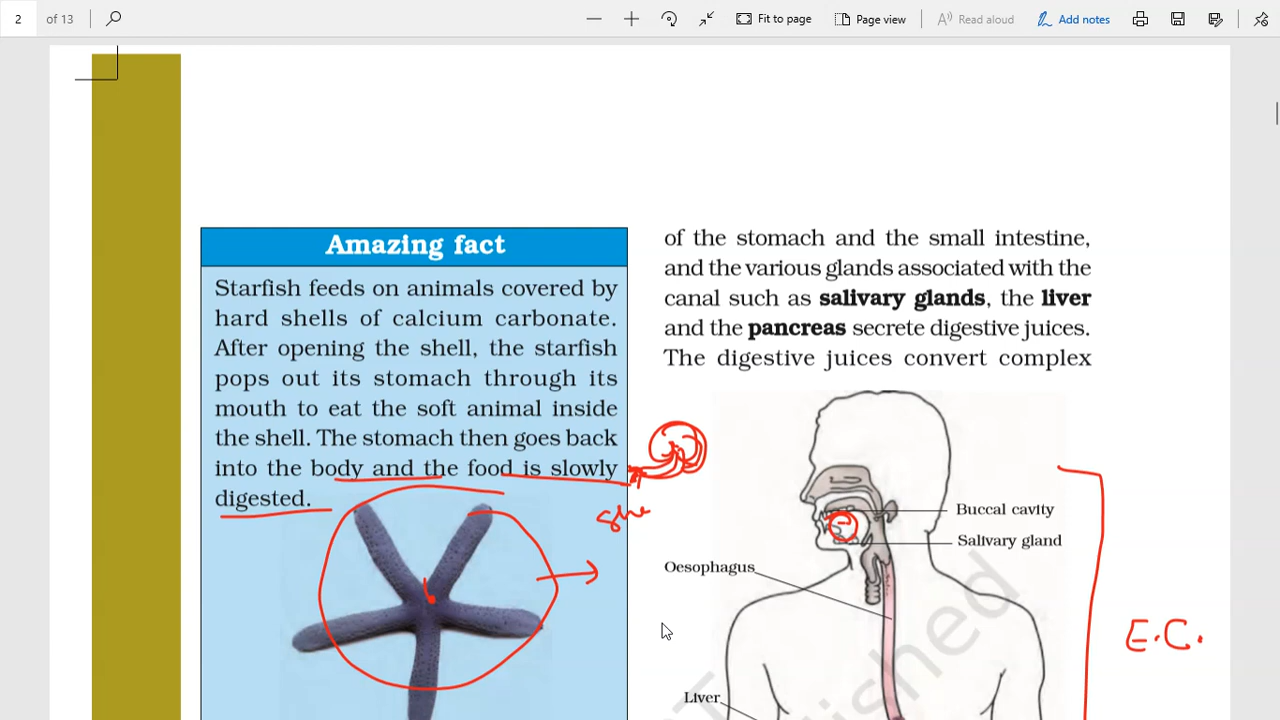 2 of 13
Fit to page
Page view
Read aloud
Add notes
Amazing fact
Starfish feeds on animals covered by
hard shells of calcium carbonate.
After opening the shell, the starfish
pops out its stomach through its
mouth to eat the soft animal inside
the shell. The stomach then goes back
into the body and the food is slowly
digested.
She
of the stomach and the small intestine,
and the various glands associated with the
canal such as salivary glands, the liver
and the pancreas secrete digestive juices.
The digestive juices convert complex
Buccal cavity
Salivary gland
Oesophagus
Liver
E.C.